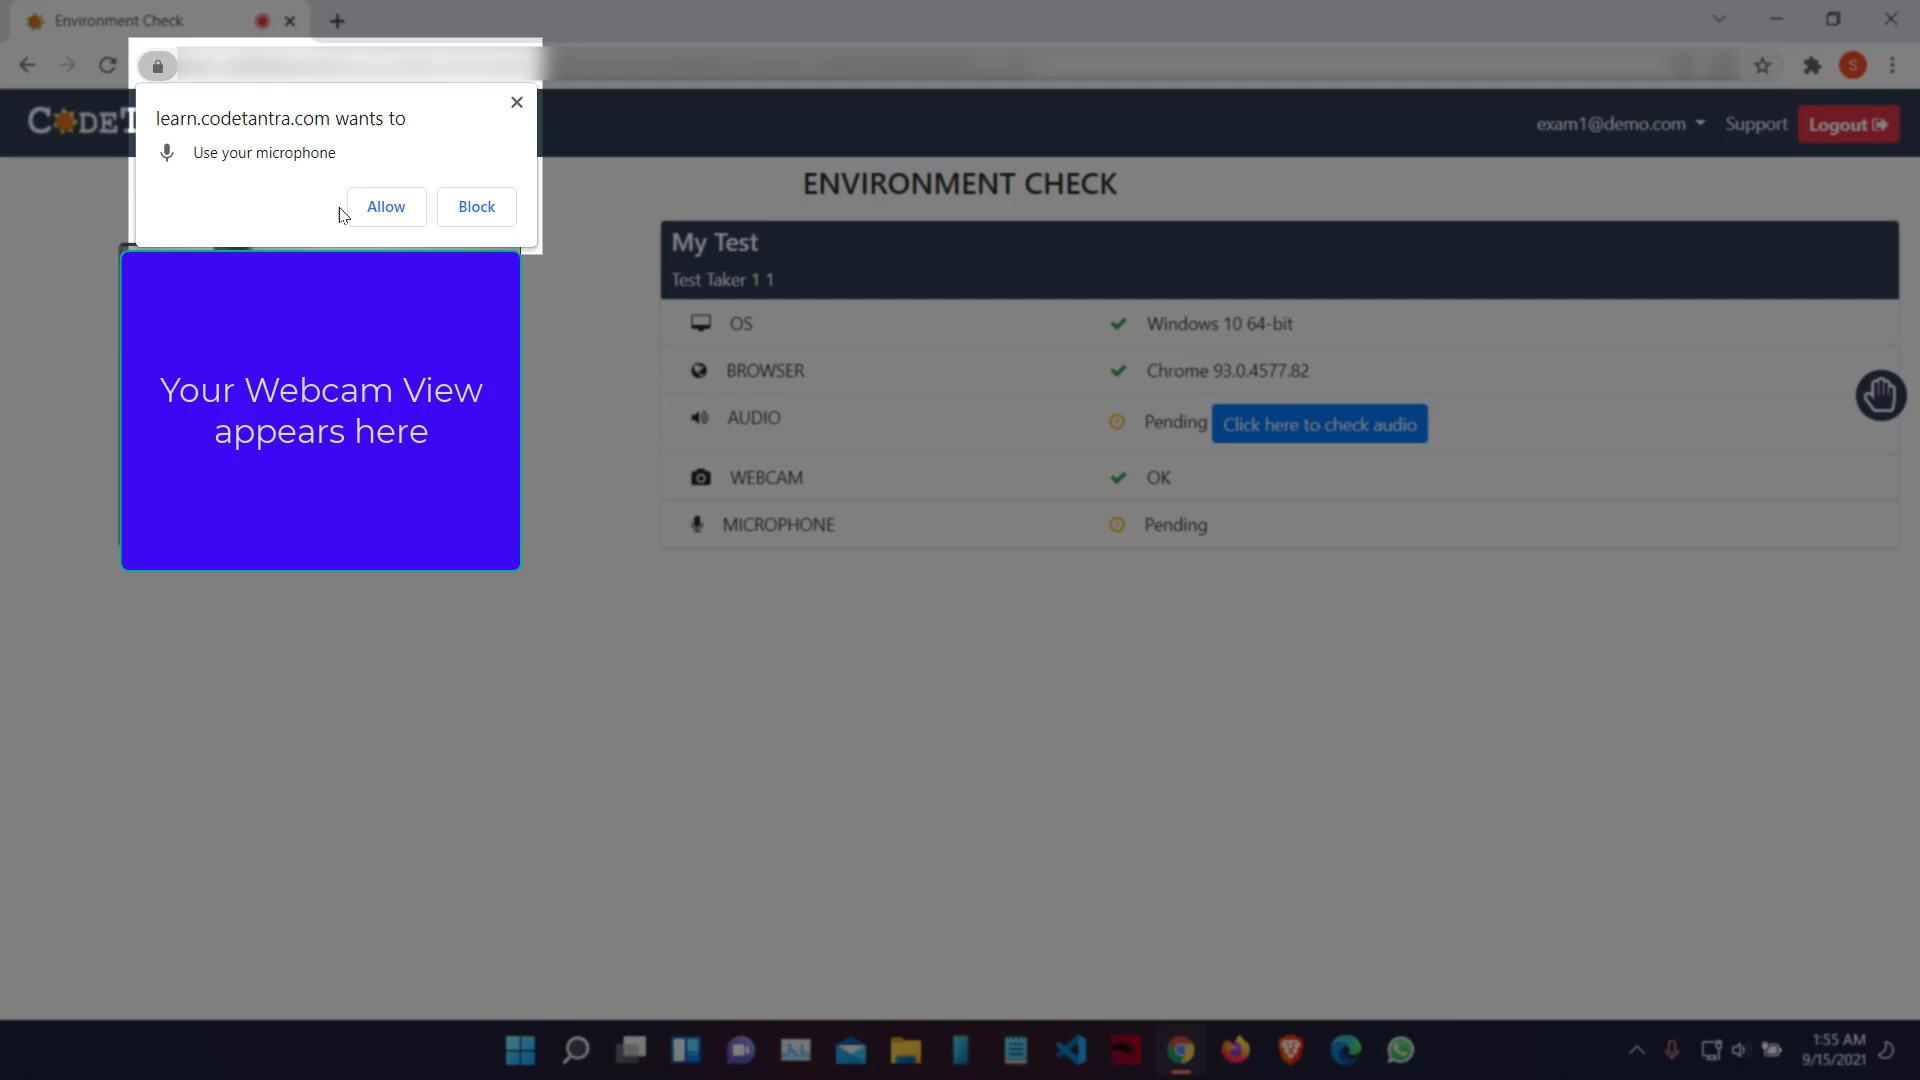 Environment Check
S
learn.codetantra.com wants to
Use your microphone
Allow
Block
exam1@demo.com
Support
Logout
ENVIRONMENT CHECK
My Test
Test Taker 1 1
OS
Windows 10 64-bit
BROWSER
Chrome 93.0.4577.82
AUDIO
Pending
Click here to check audio
WEBCAM
OK
MICROPHONE
Pending
Your Webcam View
appears here
1:55 AM
9/15/2021